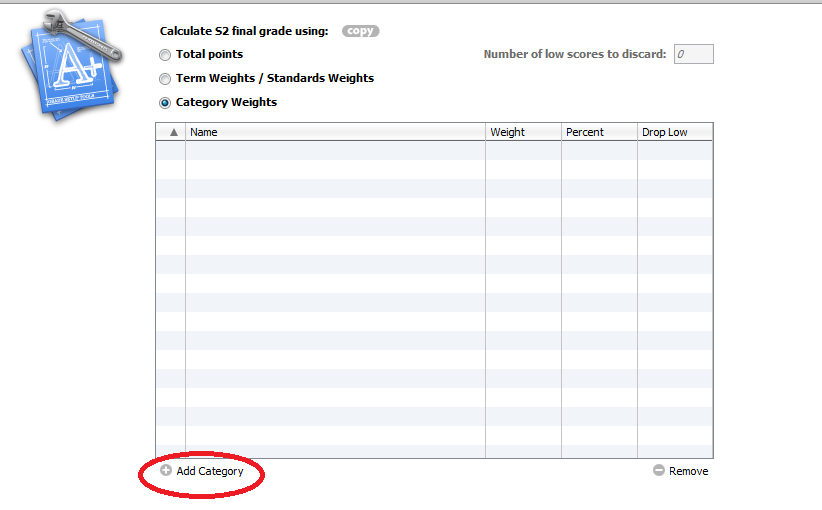 Calculate S2 final grade using: copy
Total points
Number of low scores to discard: 0
Term Weights / Standards Weights
Category Weights
Name Weight Percent Drop Low
Add Category
Remove
A+